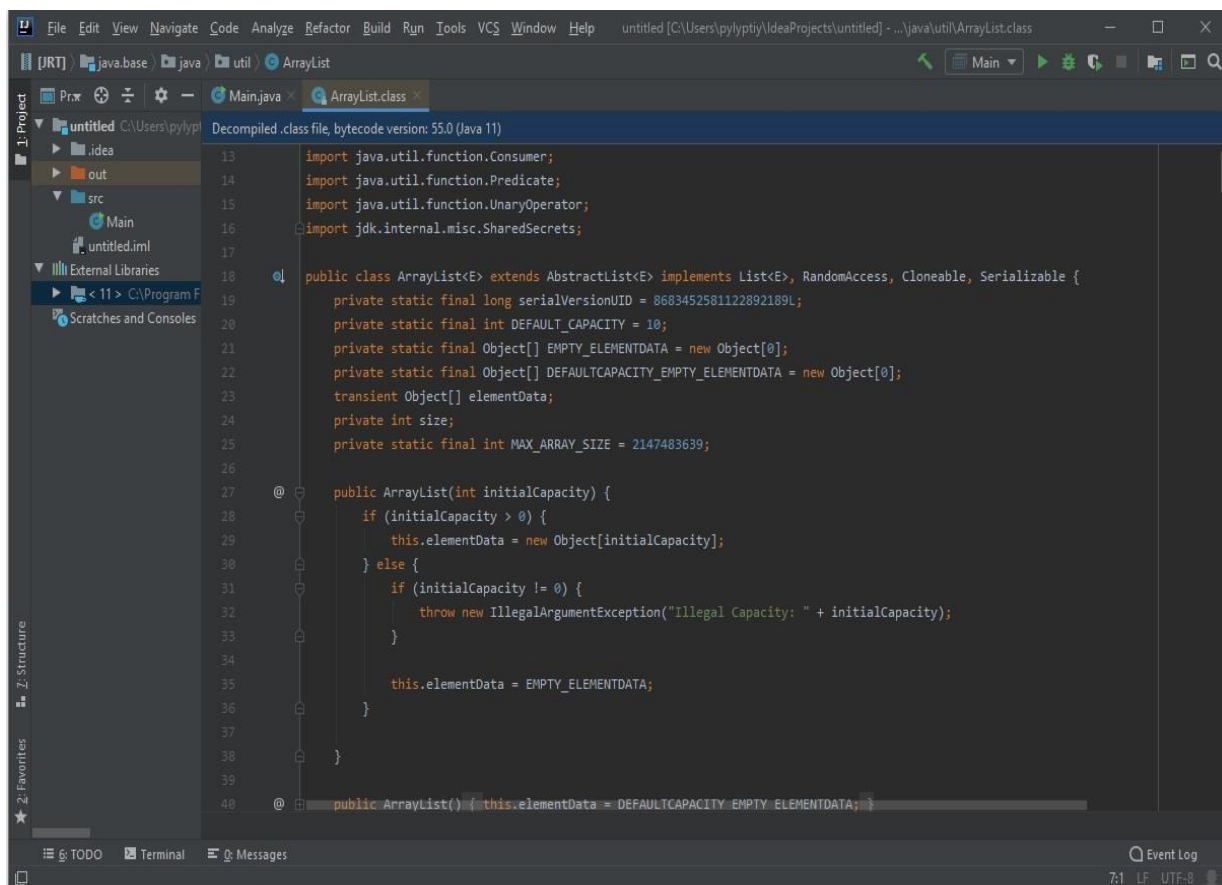 File Edit View Navigate Code Analyze Refactor Build Run Tools VCS Window Help untitled [C:\Users\pylyptiy\IdeaProjects\untitled] - ...\java\util\ArrayList.class
[JRT] java.base java util ArrayList Main
1: Project
Main.java ArrayList.class
untitled C:\Users\pylypt
.idea
out
src
Main
untitled.iml
External Libraries
< 11 > C:\Program F
Scratches and Consoles
Decompiled .class file, bytecode version: 55.0 (Java 11)
13 import java.util.function.Consumer;
14 import java.util.function.Predicate;
15 import java.util.function.UnaryOperator;
16 import jdk.internal.misc.SharedSecrets;
17
18 public class ArrayList<E> extends AbstractList<E> implements List<E>, RandomAccess, Cloneable, Serializable {
19 private static final long serialVersionUID = 8683452581122892189L;
20 private static final int DEFAULT_CAPACITY = 10;
21 private static final Object[] EMPTY_ELEMENTDATA = new Object[0];
22 private static final Object[] DEFAULTCAPACITY_EMPTY_ELEMENTDATA = new Object[0];
23 transient Object[] elementData;
24 private int size;
25 private static final int MAX_ARRAY_SIZE = 2147483639;
26
27 @ public ArrayList(int initialCapacity) {
28 if (initialCapacity > 0) {
29 this.elementData = new Object[initialCapacity];
30 } else {
31 if (initialCapacity != 0) {
32 throw new IllegalArgumentException("Illegal Capacity: " + initialCapacity);
33 }
34
35 this.elementData = EMPTY_ELEMENTDATA;
36 }
37
38 }
39
40 @ public ArrayList() { this.elementData = DEFAULTCAPACITY_EMPTY_ELEMENTDATA; }
7: Structure
2: Favorites
6: TODO Terminal 0: Messages Event Log
7:1 LF UTF-8